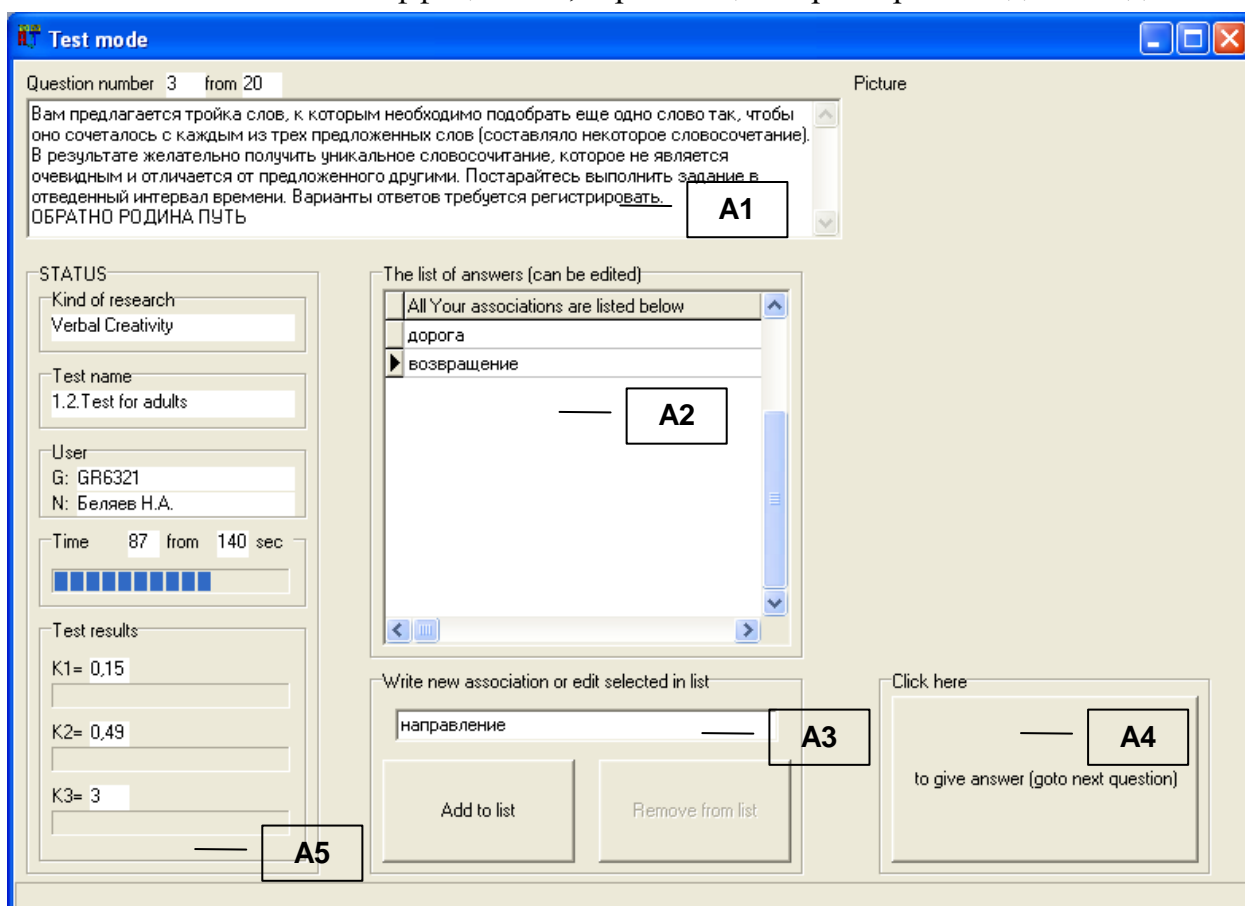 Test mode
Question number 3 from 20
Picture
Вам предлагается тройка слов, к которым необходимо подобрать еще одно слово так, чтобы
оно сочеталось с каждым из трех предложенных слов (составляло некоторое словосочетание).
В результате желательно получить уникальное словосочитание, которое не является
очевидным и отличается от предложенного другими. Постарайтесь выполнить задание в
отведенный интервал времени. Варианты ответов требуется регистрировать.
ОБРАТНО РОДИНА ПУТЬ
A1
STATUS
Kind of research
Verbal Creativity
Test name
1.2.Test for adults
User
G: GR6321
N: Беляев Н.А.
Time 87 from 140 sec
Test results
K1= 0,15
K2= 0,49
K3= 3
A5
The list of answers (can be edited)
All Your associations are listed below
дорога
возвращение
A2
Write new association or edit selected in list
направление
A3
Add to list
Remove from list
Click here
A4
to give answer (goto next question)